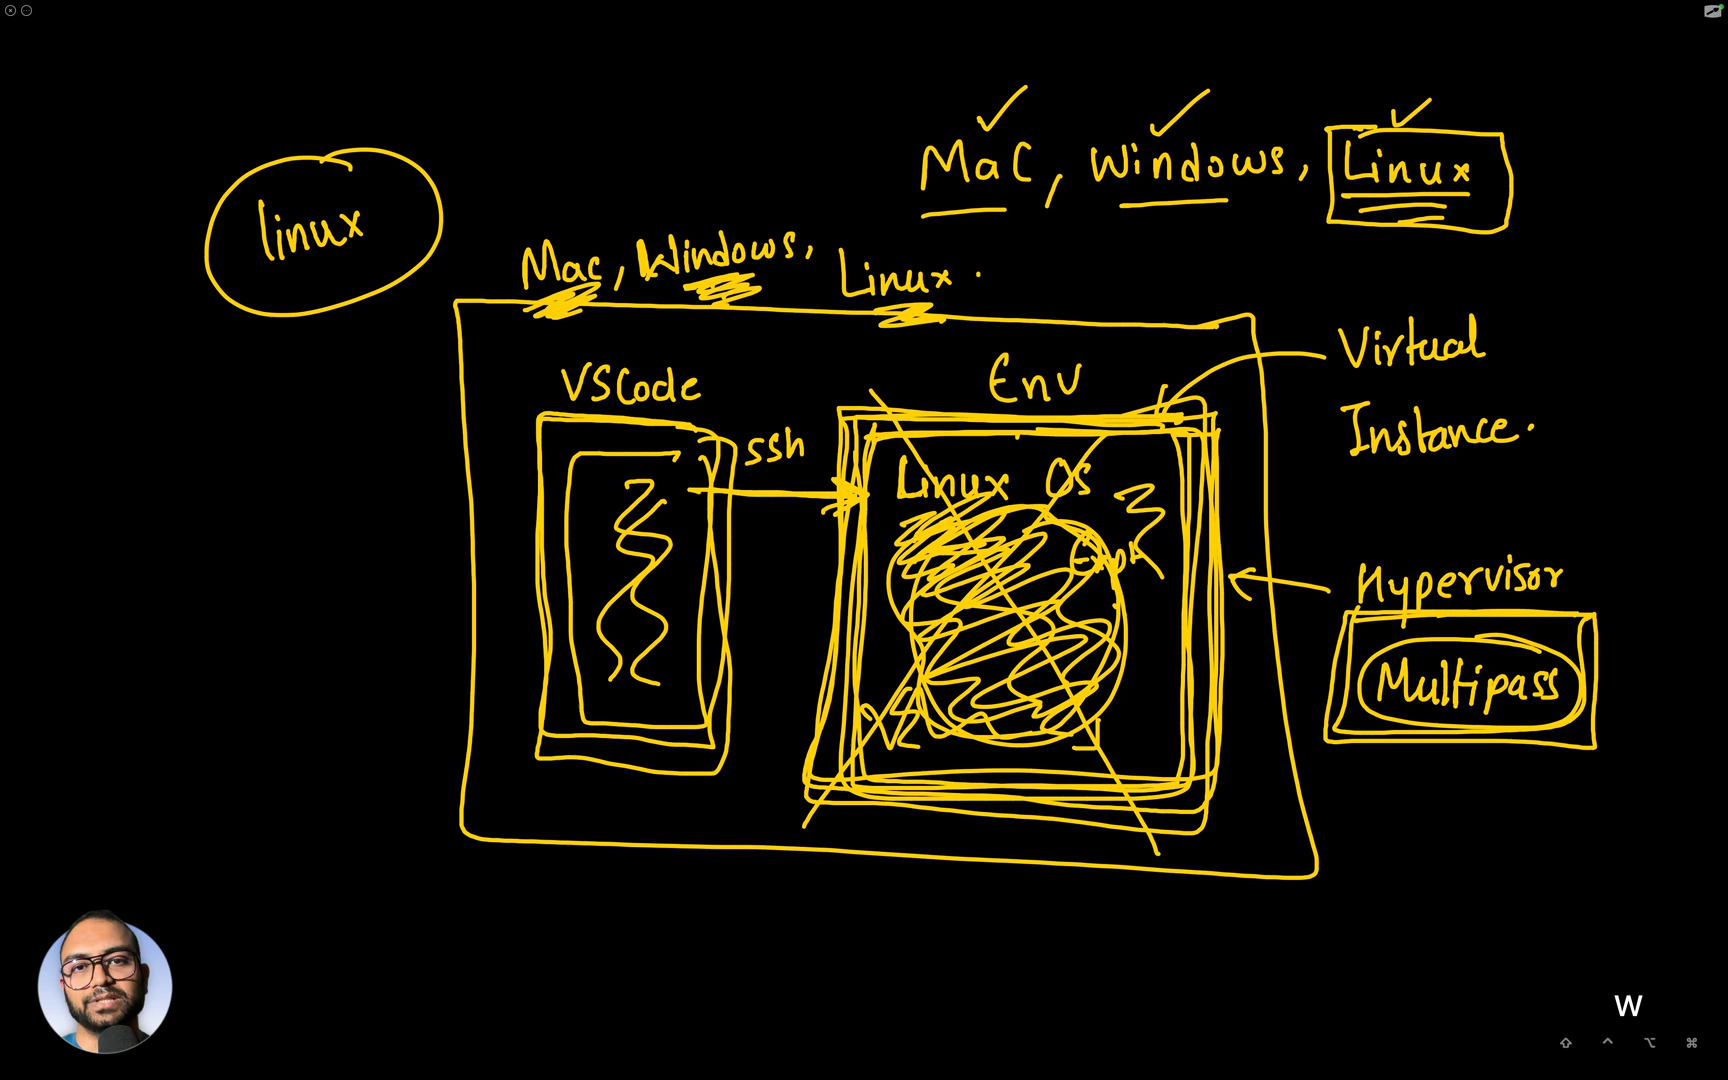 MaC, Windows, Linux
linux
Mac, Windows, Linux.
VSCode
Env
Virtual
Instance.
ssh
Linux OS
Hypervisor
Multipass
W